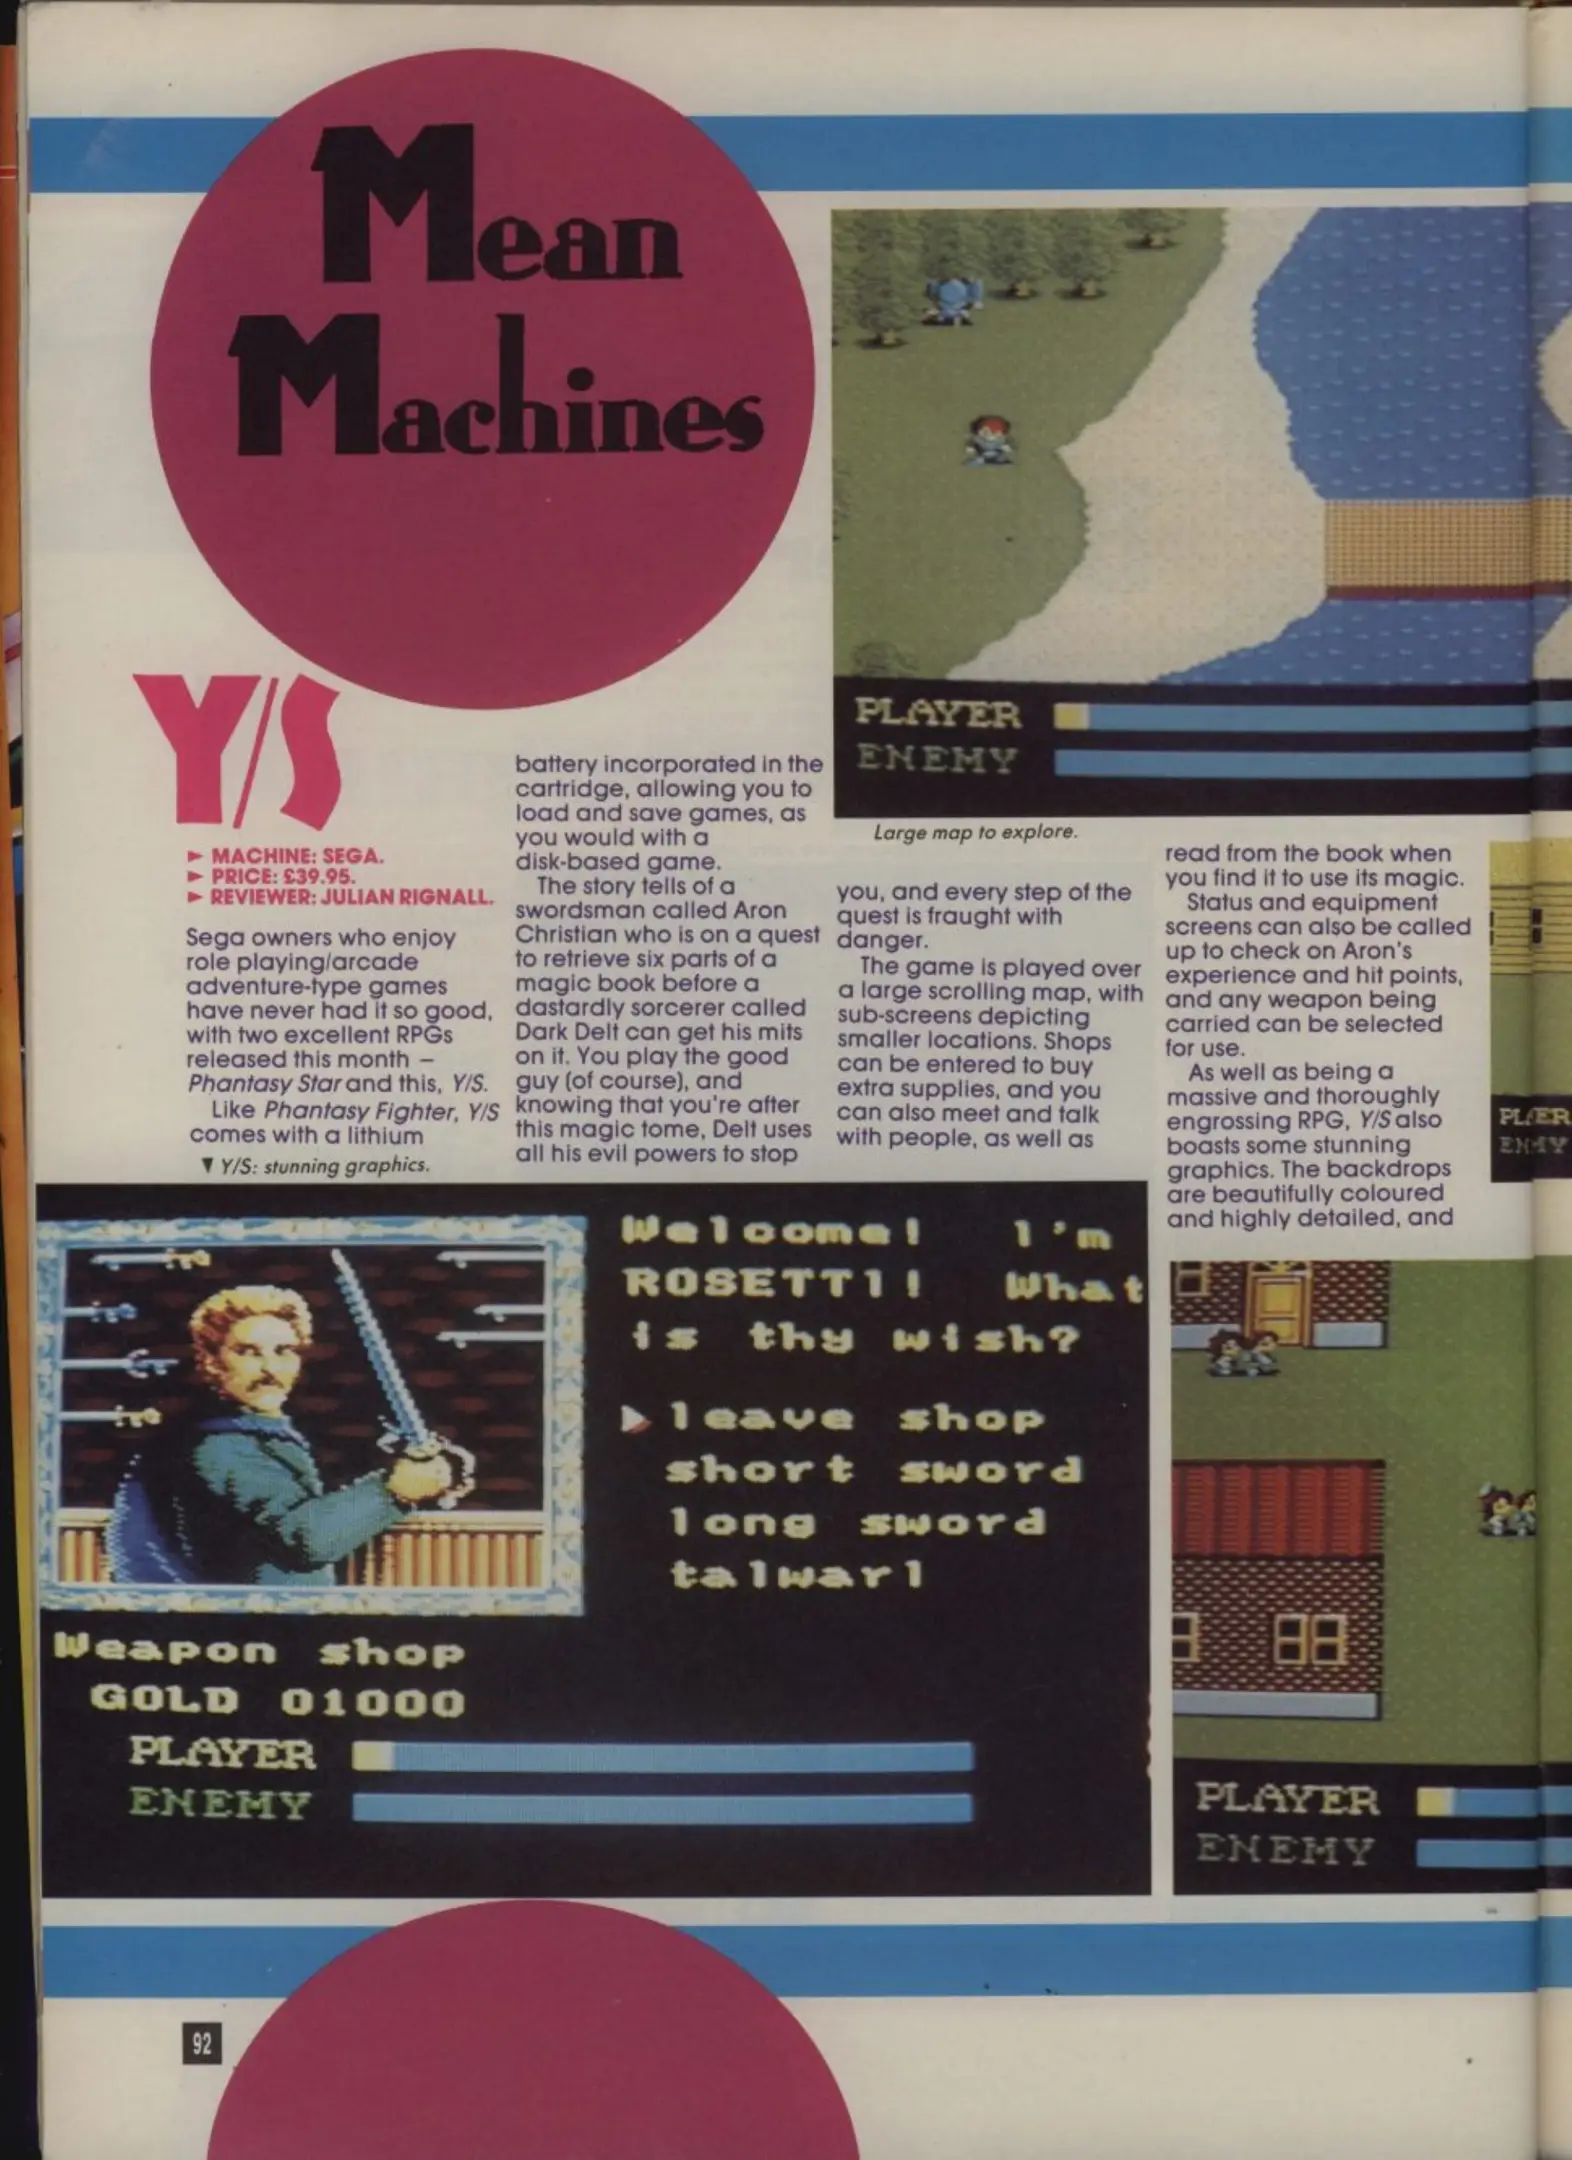 Mean
Machines
Y/S
► MACHINE: SEGA.
► PRICE: £39.95.
► REVIEWER: JULIAN RIGNALL.
Sega owners who enjoy
role playing/arcade
adventure-type games
have never had it so good,
with two excellent RPGs
released this month –
Phantasy Star and this, Y/S.
Like Phantasy Fighter, Y/S
comes with a lithium
▼ Y/S: stunning graphics.
battery incorporated in the
cartridge, allowing you to
load and save games, as
you would with a
disk-based game.
The story tells of a
swordsman called Aron
Christian who is on a quest
to retrieve six parts of a
magic book before a
dastardly sorcerer called
Dark Delt can get his mits
on it. You play the good
guy (of course), and
knowing that you're after
this magic tome, Delt uses
all his evil powers to stop
PLAYER
ENEMY
Large map to explore.
you, and every step of the
quest is fraught with
danger.
The game is played over
a large scrolling map, with
sub-screens depicting
smaller locations. Shops
can be entered to buy
extra supplies, and you
can also meet and talk
with people, as well as
read from the book when
you find it to use its magic.
Status and equipment
screens can also be called
up to check on Aron's
experience and hit points,
and any weapon being
carried can be selected
for use.
As well as being a
massive and thoroughly
engrossing RPG, Y/S also
boasts some stunning
graphics. The backdrops
are beautifully coloured
and highly detailed, and
Welcome! I'm
ROSETTI! What
is thy wish?
leave shop
short sword
long sword
talwarl
Weapon shop
GOLD 01000
PLAYER
ENEMY
PLAYER
ENEMY
92